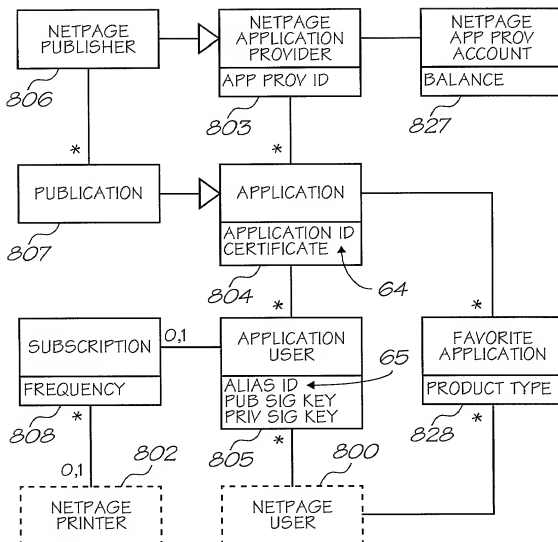 NETPAGE
PUBLISHER
806
NETPAGE
APPLICATION
PROVIDER
APP PROV ID
803
NETPAGE
APP PROV
ACCOUNT
BALANCE
827
*
*
PUBLICATION
807
APPLICATION
APPLICATION ID
CERTIFICATE
804
64
*
*
SUBSCRIPTION
FREQUENCY
808
0,1
APPLICATION
USER
65
ALIAS ID
PUB SIG KEY
PRIV SIG KEY
805
FAVORITE
APPLICATION
PRODUCT TYPE
828
*
*
*
0,1
802
NETPAGE
PRINTER
800
NETPAGE
USER